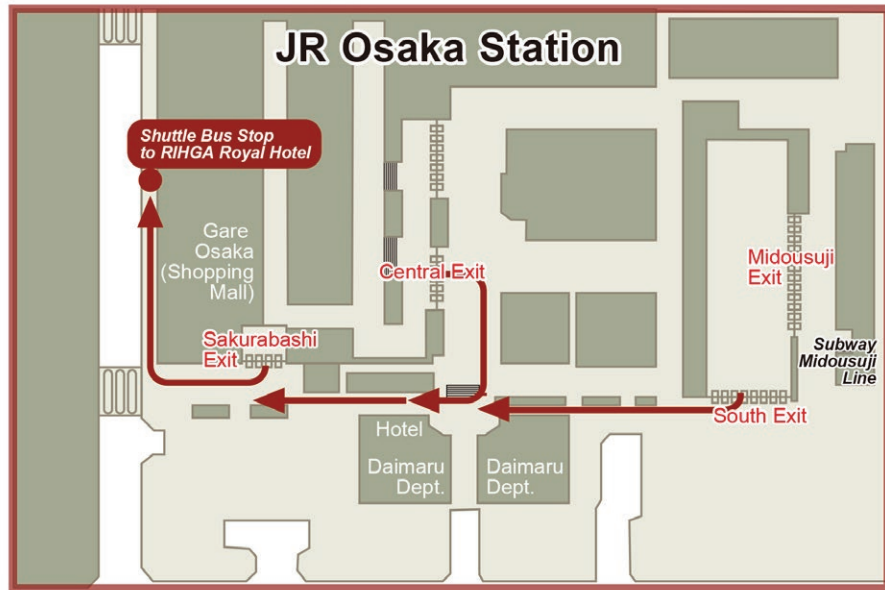 JR Osaka Station
Shuttle Bus Stop
to RIHGA Royal Hotel
Gare
Osaka
(Shopping
Mall)
Central Exit
Midousuji
Exit
Sakurabashi
Exit
Subway
Midousuji
Line
South Exit
Hotel
Daimaru
Dept.
Daimaru
Dept.